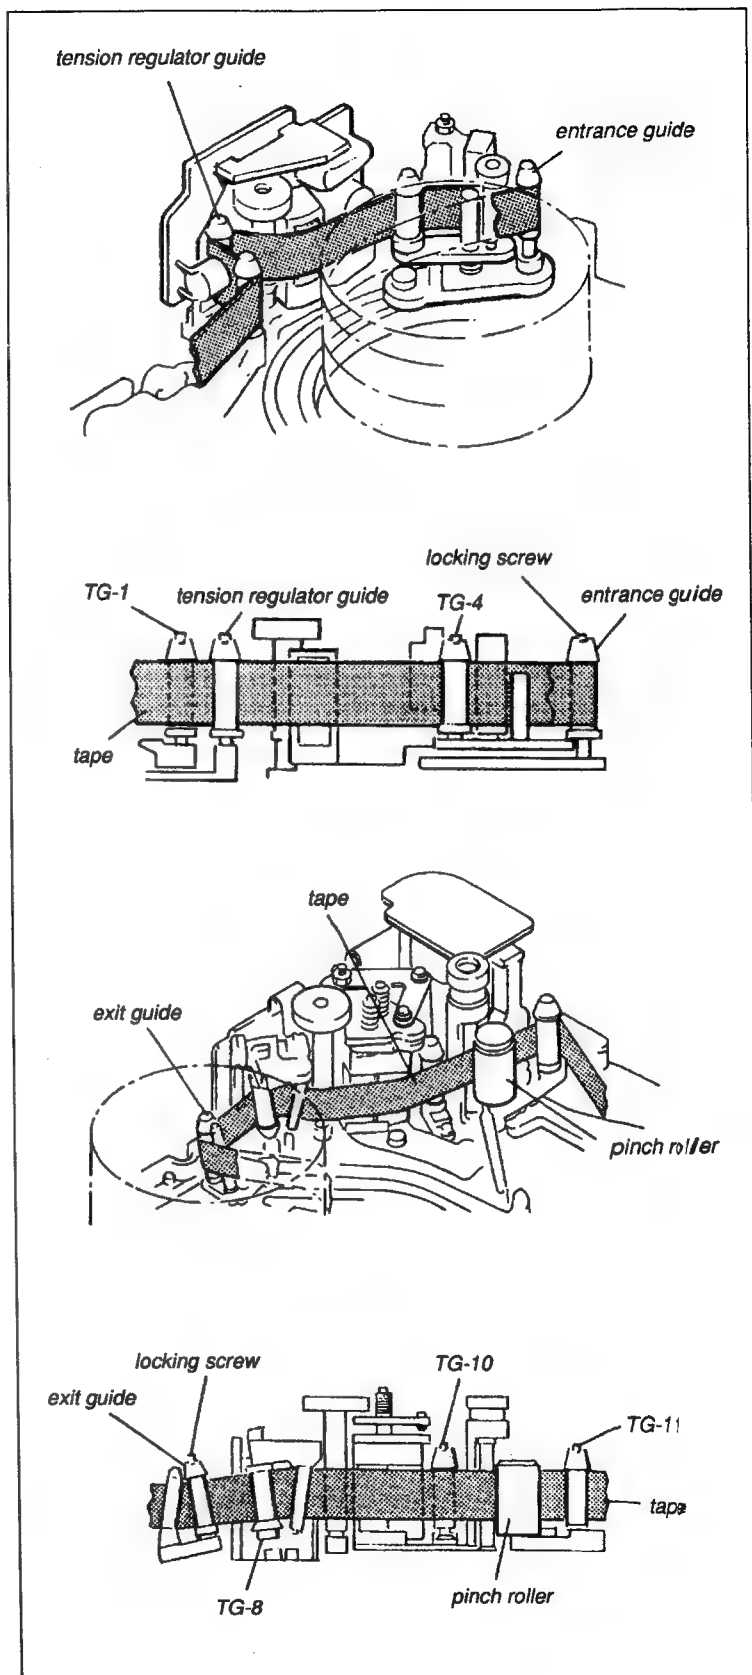 tension regulator guide
entrance guide
locking screw
TG-1
tension regulator guide
TG-4
entrance guide
tape
tape
exit guide
pinch roller
locking screw
TG-10
exit guide
TG-11
tape
TG-8
pinch roller